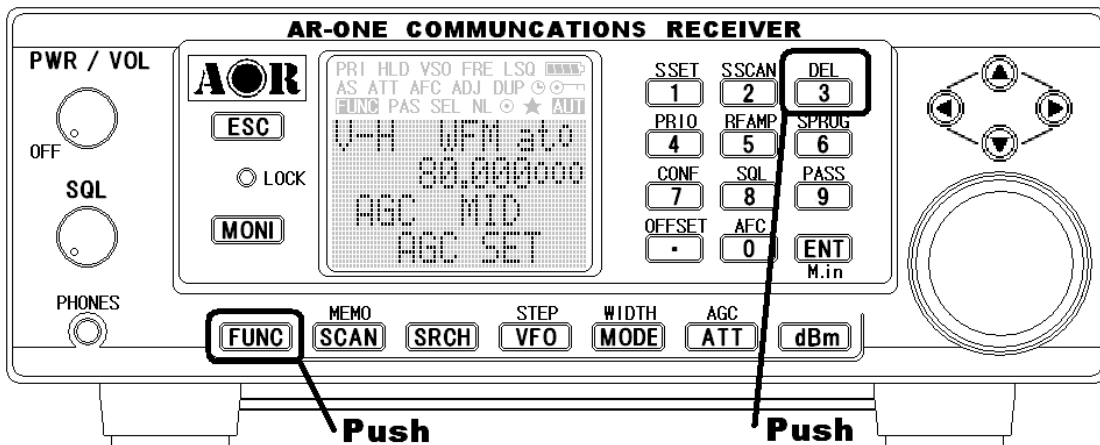 AR-ONE COMMUNCATIONS RECEIVER
PWR / VOL
OFF
SQL
PHONES
AOR
ESC
LOCK
MONI
PRI HLD VSO FRE LSQ
AS ATT AFC ADJ DUP
FUNC PAS SEL NL AUT
V-H WFM ato
80.000000
AGC MID
AGC SET
SSET SSCAN DEL
1 2 3
PRIO RFAMP SPROG
4 5 6
CONF SQL PASS
7 8 9
OFFSET AFC
. 0 ENT
M.in
MEMO STEP WIDTH AGC
FUNC SCAN SRCH VFO MODE ATT dBm
Push Push